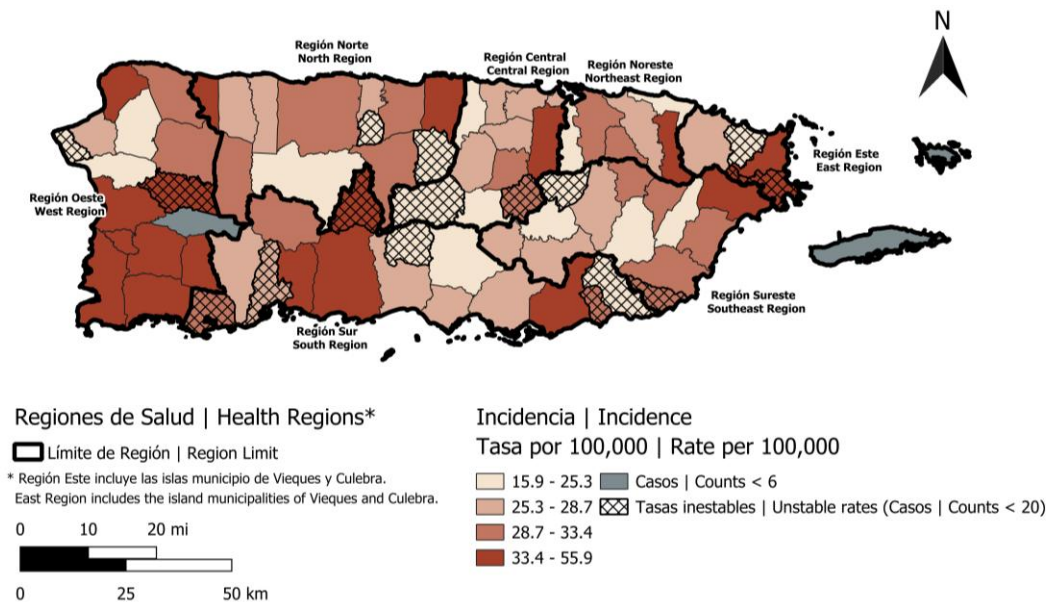 N
Región Norte
North Region
Región Central
Central Region
Región Noreste
Northeast Region
Región Este
East Region
Región Oeste
West Region
Región Sureste
Southeast Region
Región Sur
South Region
Regiones de Salud | Health Regions*
Límite de Región | Region Limit
* Región Este incluye las islas municipio de Vieques y Culebra.
East Region includes the island municipalities of Vieques and Culebra.
0 10 20 mi
0 25 50 km
Incidencia | Incidence
Tasa por 100,000 | Rate per 100,000
15.9 - 25.3
25.3 - 28.7
28.7 - 33.4
33.4 - 55.9
Casos | Counts < 6
Tasas inestables | Unstable rates (Casos | Counts < 20)